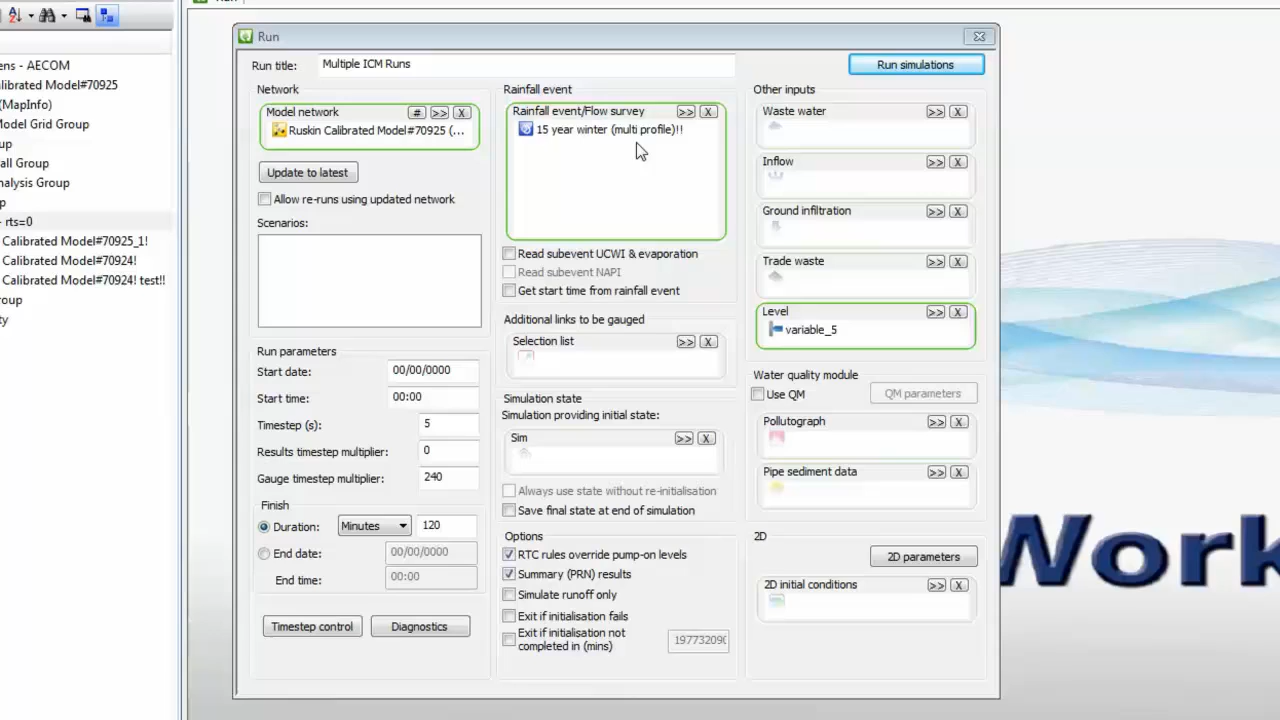 Run
ens - AECOM
Calibrated Model#70925
(MapInfo)
Model Grid Group
up
all Group
nalysis Group
p
- rts=0
Calibrated Model#70925_1!
Calibrated Model#70924!
Calibrated Model#70924! test!!
roup
ty
Run
Run title:
Multiple ICM Runs
Run simulations
Network
Model network
#
>>
X
Ruskin Calibrated Model#70925 (...
Update to latest
Allow re-runs using updated network
Scenarios:
Run parameters
Start date:
00/00/0000
Start time:
00:00
Timestep (s):
5
Results timestep multiplier:
0
Gauge timestep multiplier:
240
Finish
Duration:
Minutes
120
End date:
00/00/0000
End time:
00:00
Timestep control
Diagnostics
Rainfall event
Rainfall event/Flow survey
>>
X
15 year winter (multi profile)!!
Read subevent UCWI & evaporation
Read subevent NAPI
Get start time from rainfall event
Additional links to be gauged
Selection list
>>
X
Simulation state
Simulation providing initial state:
Sim
>>
X
Always use state without re-initialisation
Save final state at end of simulation
Options
RTC rules override pump-on levels
Summary (PRN) results
Simulate runoff only
Exit if initialisation fails
Exit if initialisation not
completed in (mins)
Other inputs
Waste water
>>
X
Inflow
>>
X
Ground infiltration
>>
X
Trade waste
>>
X
Level
>>
X
variable_5
Water quality module
Use QM
QM parameters
Pollutograph
>>
X
Pipe sediment data
>>
X
2D
2D parameters
2D initial conditions
>>
X
Work